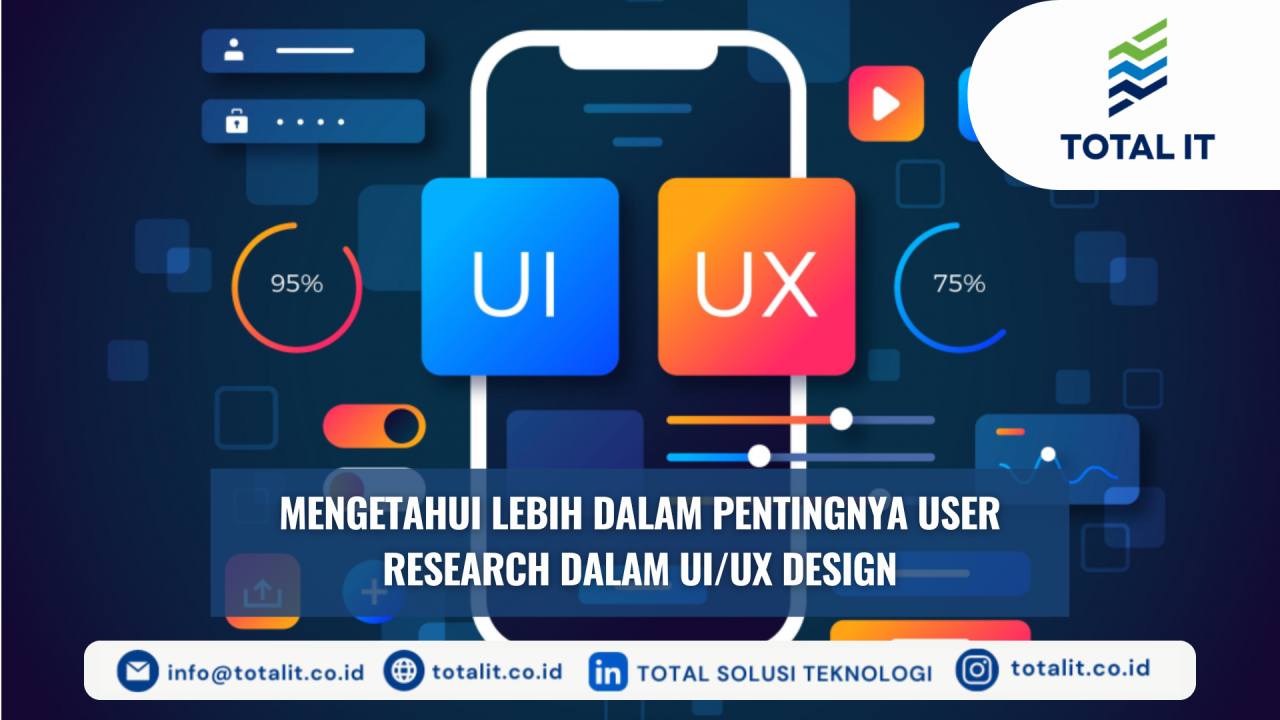 TOTAL IT
UI
UX
95%
75%
MENGETAHUI LEBIH DALAM PENTINGNYA USER
RESEARCH DALAM UI/UX DESIGN
info@totalit.co.id
totalit.co.id
in
TOTAL SOLUSI TEKNOLOGI
totalit.co.id